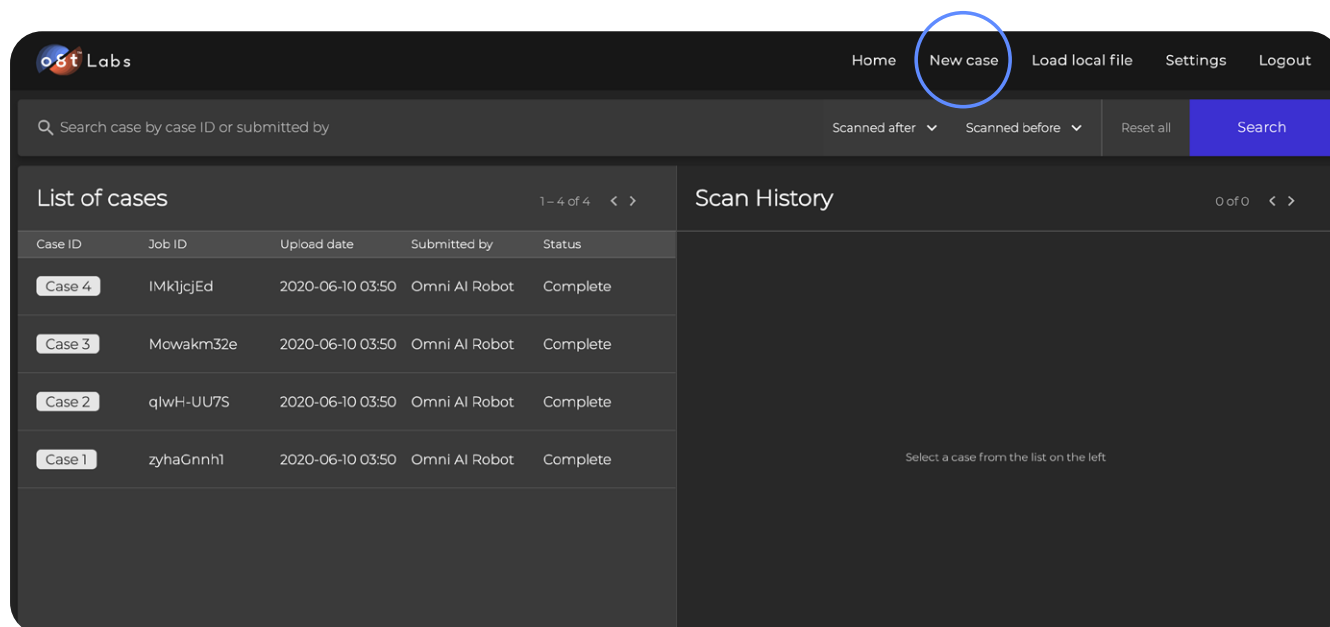 o8t Labs
Home New case Load local file Settings Logout
Search case by case ID or submitted by Scanned after Scanned before Reset all Search
List of cases 1 – 4 of 4
Case ID Job ID Upload date Submitted by Status
Case 4 IMk1jcjEd 2020-06-10 03:50 Omni AI Robot Complete
Case 3 Mowakm32e 2020-06-10 03:50 Omni AI Robot Complete
Case 2 qIwH-UU7S 2020-06-10 03:50 Omni AI Robot Complete
Case 1 zyhaGnnh1 2020-06-10 03:50 Omni AI Robot Complete
Scan History 0 of 0
Select a case from the list on the left